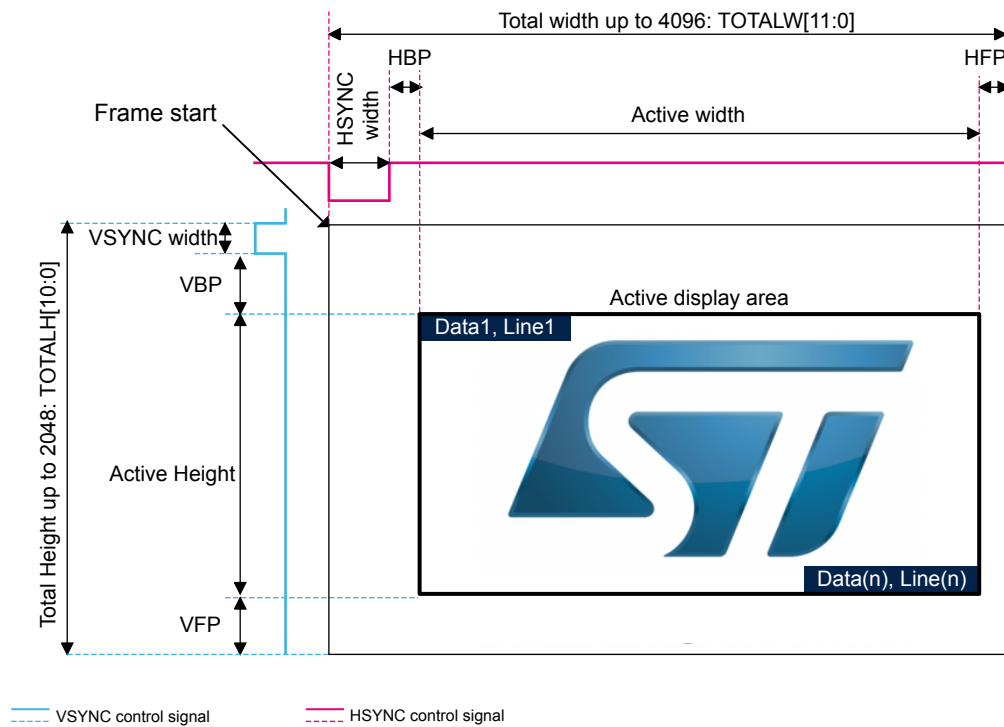 Total width up to 4096: TOTALW[11:0]
HBP
HFP
HSYNC
width
Active width
Frame start
VSYNC width
VBP
Active display area
Data1, Line1
Total Height up to 2048: TOTALH[10:0]
Active Height
ST
Data(n), Line(n)
VFP
VSYNC control signal
HSYNC control signal